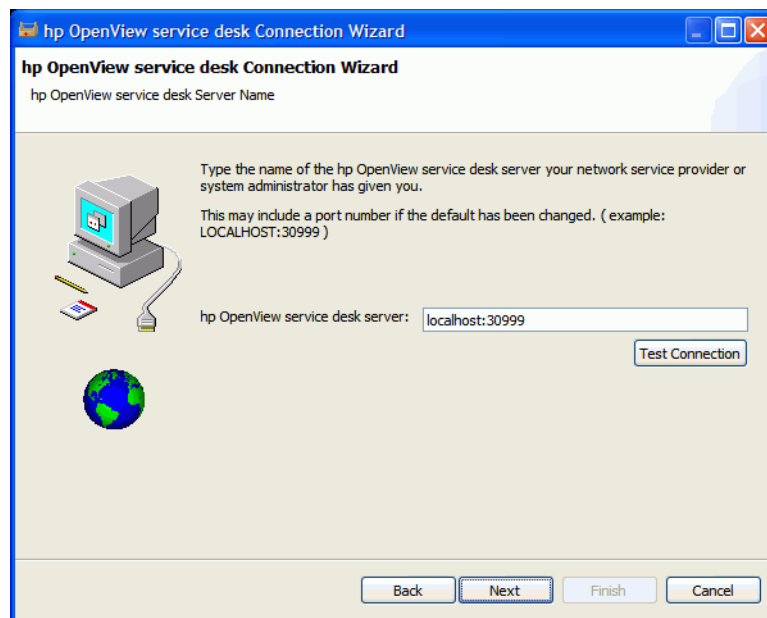 hp OpenView service desk Connection Wizard
hp OpenView service desk Connection Wizard
hp OpenView service desk Server Name
Type the name of the hp OpenView service desk server your network service provider or
system administrator has given you.
This may include a port number if the default has been changed. ( example:
LOCALHOST:30999 )
hp OpenView service desk server: localhost:30999
Test Connection
Back Next Finish Cancel